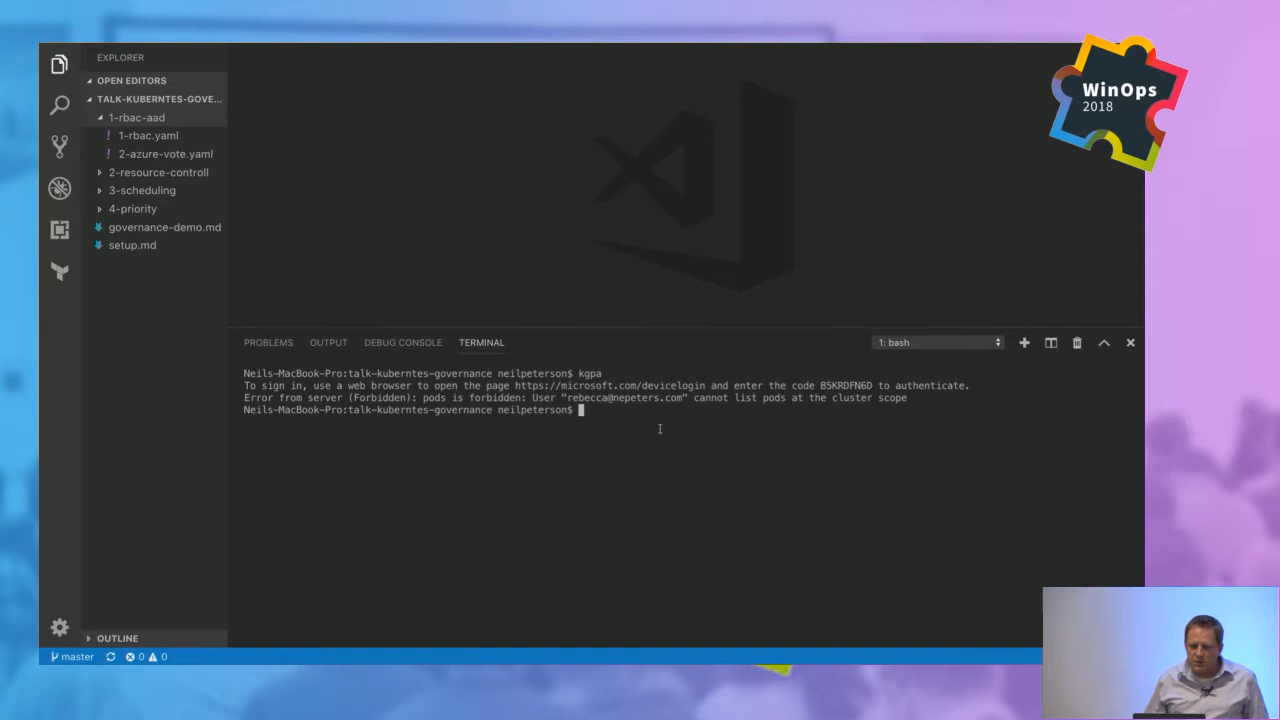 WinOps
2018
EXPLORER
OPEN EDITORS
TALK-KUBERNTES-GOVE...
1-rbac-aad
1-rbac.yaml
2-azure-vote.yaml
2-resource-controll
3-scheduling
4-priority
governance-demo.md
setup.md
PROBLEMS OUTPUT DEBUG CONSOLE TERMINAL 1: bash
Neils-MacBook-Pro:talk-kuberntes-governance neilpeterson$ kgpa
To sign in, use a web browser to open the page https://microsoft.com/devicelogin and enter the code B5KRDFN6D to authenticate.
Error from server (Forbidden): pods is forbidden: User "rebecca@nepeters.com" cannot list pods at the cluster scope
Neils-MacBook-Pro:talk-kuberntes-governance neilpeterson$
OUTLINE
master 0 0